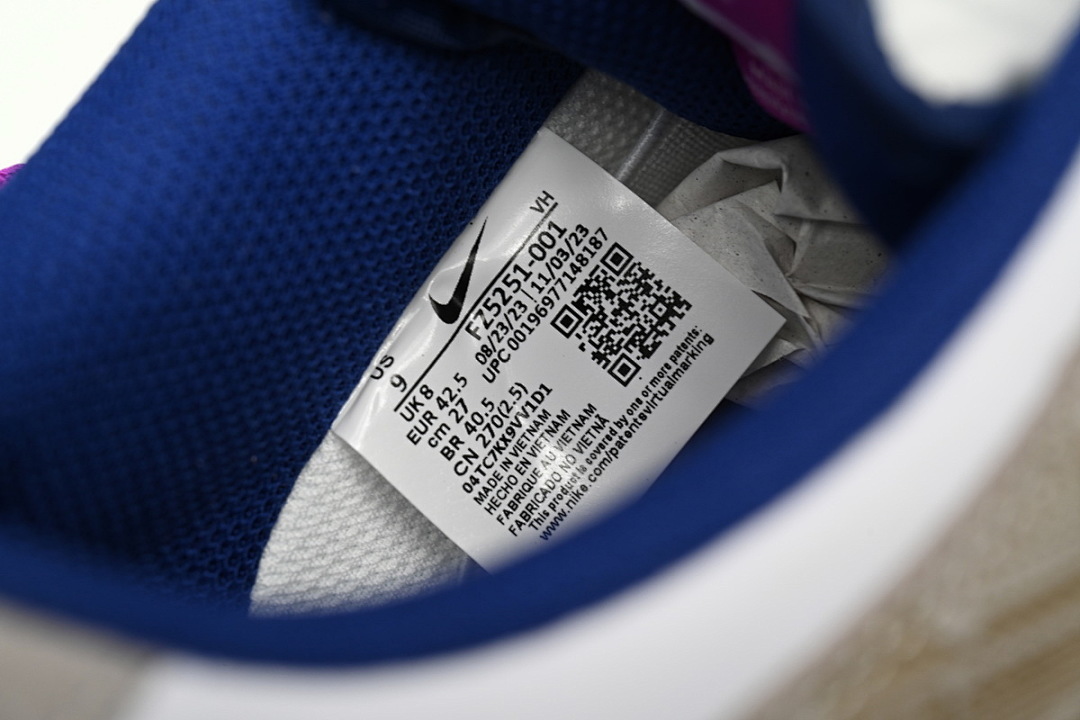 VH
US
9
FZ5251-001
08/23/23 | 11/03/23
UPC 00196977148187
UK 8
EUR 42.5
cm 27
BR 40.5
CN 270(2.5)
04TC7KX9VV1D1
MADE IN VIETNAM
HECHO EN VIETNAM
FABRIQUE AU VIETNAM
FABRICADO NO VIETNÃ
This product is covered by one or more patents:
www.nike.com/patentsvirtualmarking